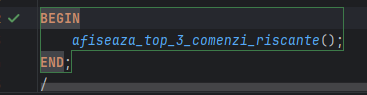 BEGIN
afiseaza_top_3_comenzi_riscante();
END;
/